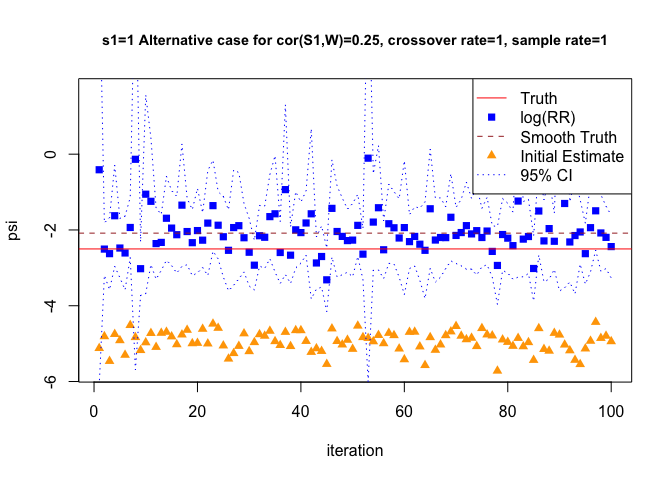 s1=1 Alternative case for cor(S1,W)=0.25, crossover rate=1, sample rate=1
Truth
log(RR)
Smooth Truth
Initial Estimate
95% CI
psi
0
-2
-4
-6
0 20 40 60 80 100
iteration